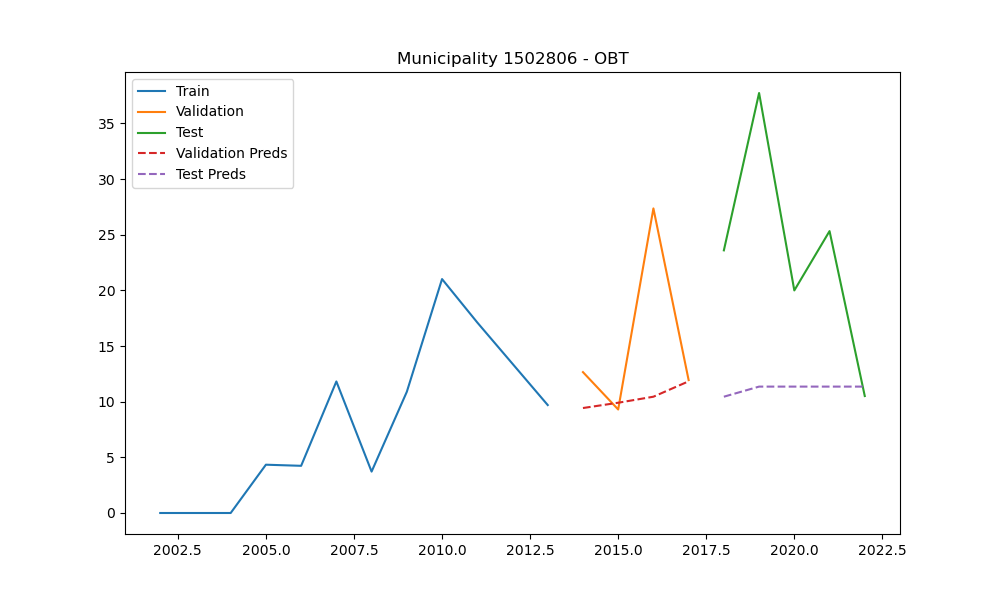 Municipality 1502806 - OBT
Train
Validation
Test
Validation Preds
Test Preds
35
30
25
20
15
10
5
0
2002.5 2005.0 2007.5 2010.0 2012.5 2015.0 2017.5 2020.0 2022.5